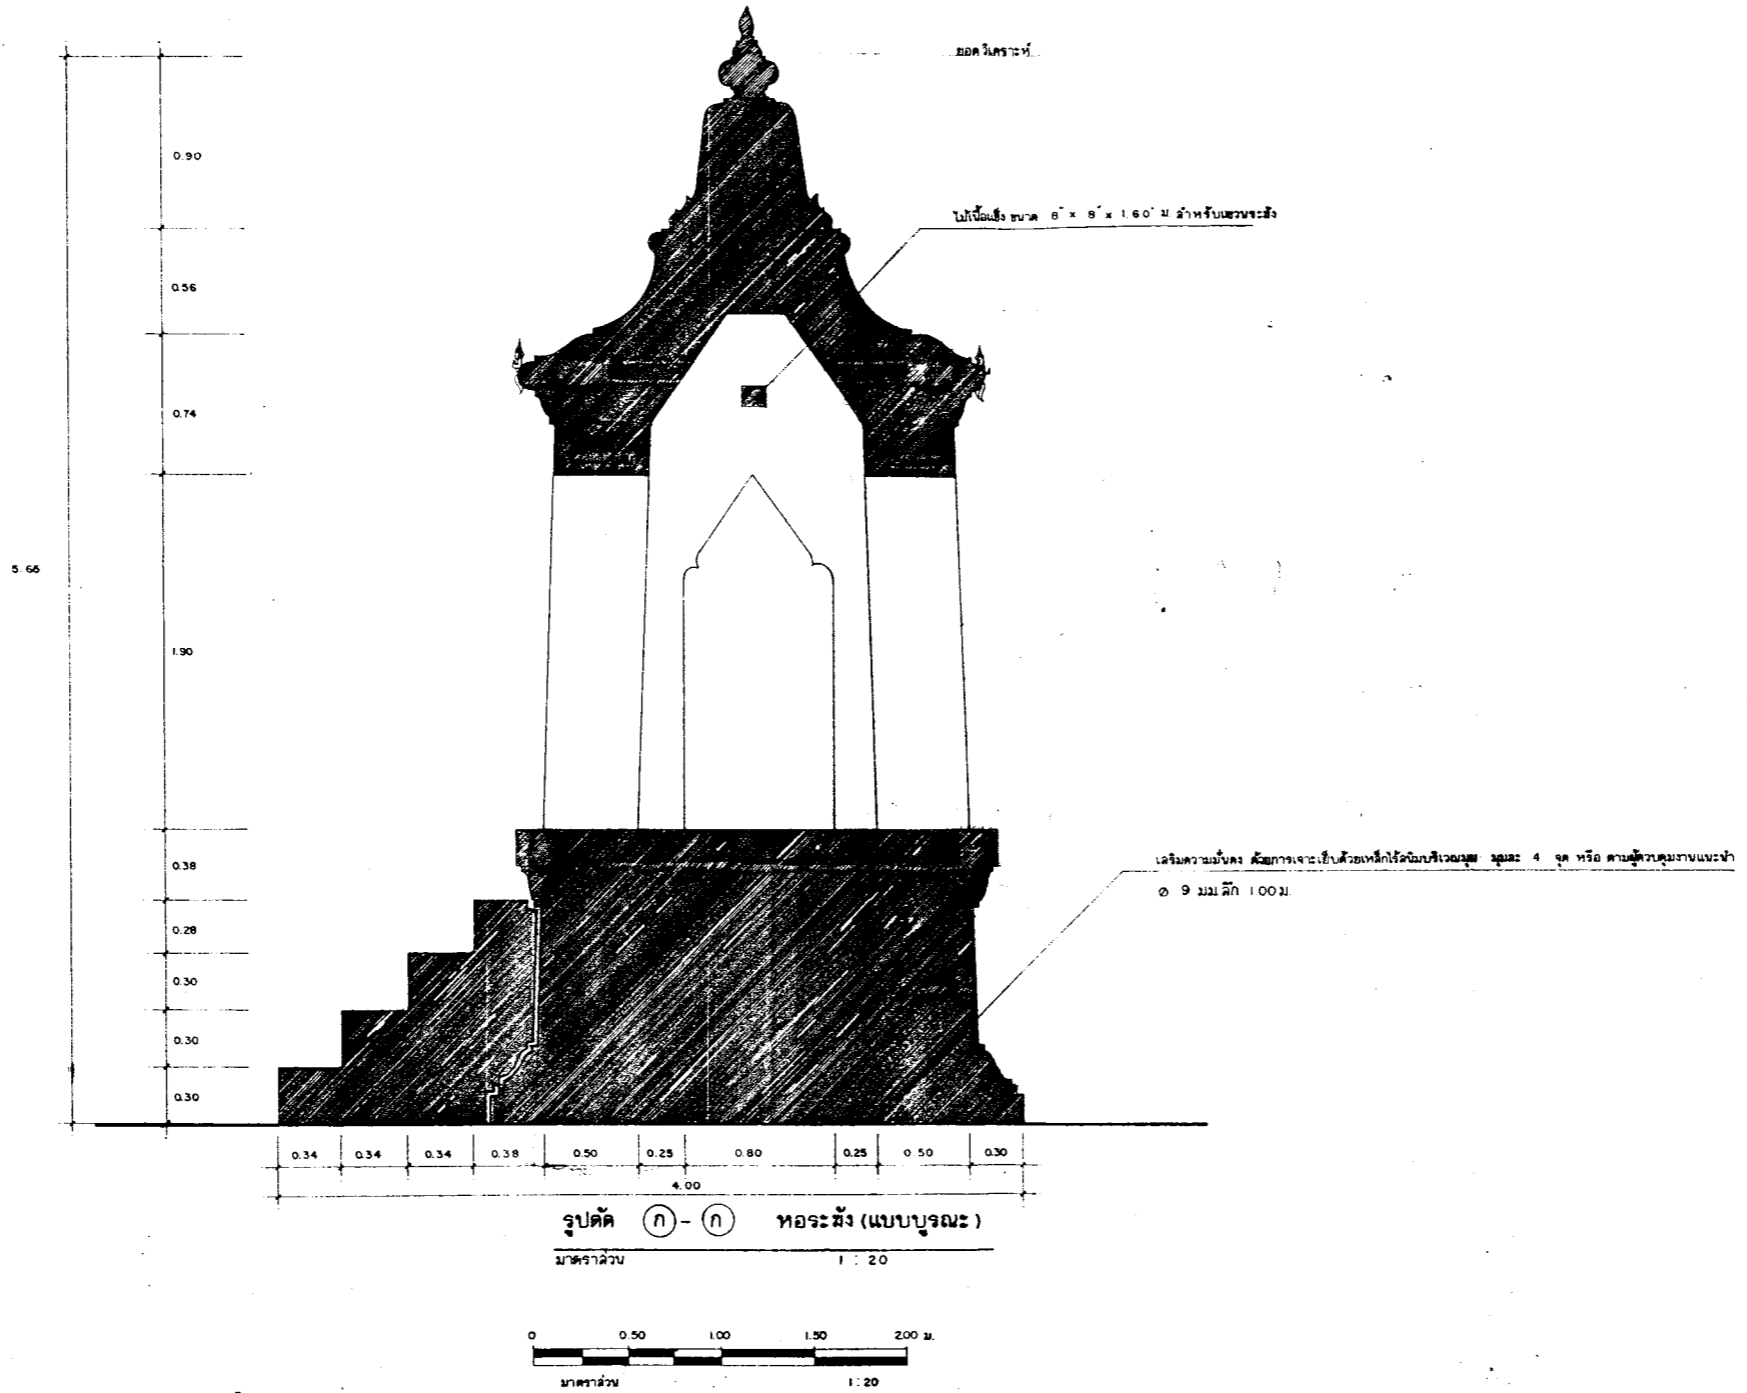 ยอดวิเคราะห์
0.90
ไม้เนื้อแข็ง ขนาด 8" x 8" x 1.60 ม. สำหรับแขวนระฆัง
0.56
0.74
5.66
1.90
0.38
เสริมความมั่นคง ด้วยการเจาะเย็บด้วยเหล็กไร้สนิมบริเวณมุม มุมละ 4 จุด หรือ ตามผู้ควบคุมงานแนะนำ
ø 9 มม. ลึก 1.00 ม.
0.28
0.30
0.30
0.30
0.34 0.34 0.34 0.38 0.50 0.25 0.80 0.25 0.50 0.30
4.00
รูปตัด ก - ก หอระฆัง (แบบบูรณะ)
มาตราส่วน 1 : 20
0 0.50 1.00 1.50 2.00 ม.
มาตราส่วน 1 : 20